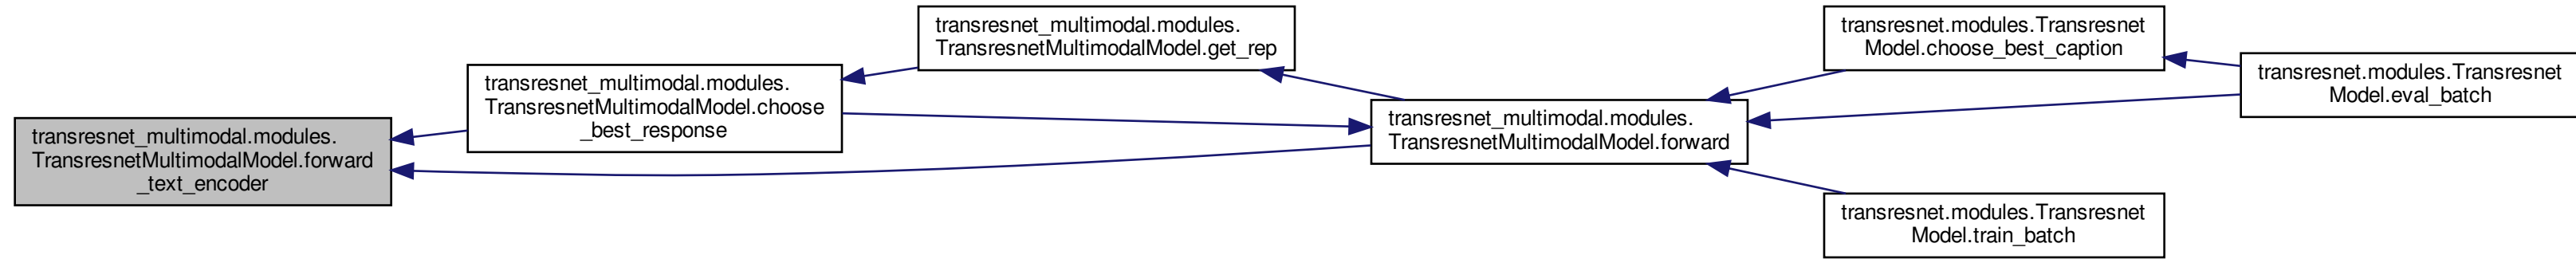 transresnet_multimodal.modules.
TransresnetMultimodalModel.forward
_text_encoder
transresnet_multimodal.modules.
TransresnetMultimodalModel.choose
_best_response
transresnet_multimodal.modules.
TransresnetMultimodalModel.get_rep
transresnet_multimodal.modules.
TransresnetMultimodalModel.forward
transresnet.modules.Transresnet
Model.choose_best_caption
transresnet.modules.Transresnet
Model.eval_batch
transresnet.modules.Transresnet
Model.train_batch